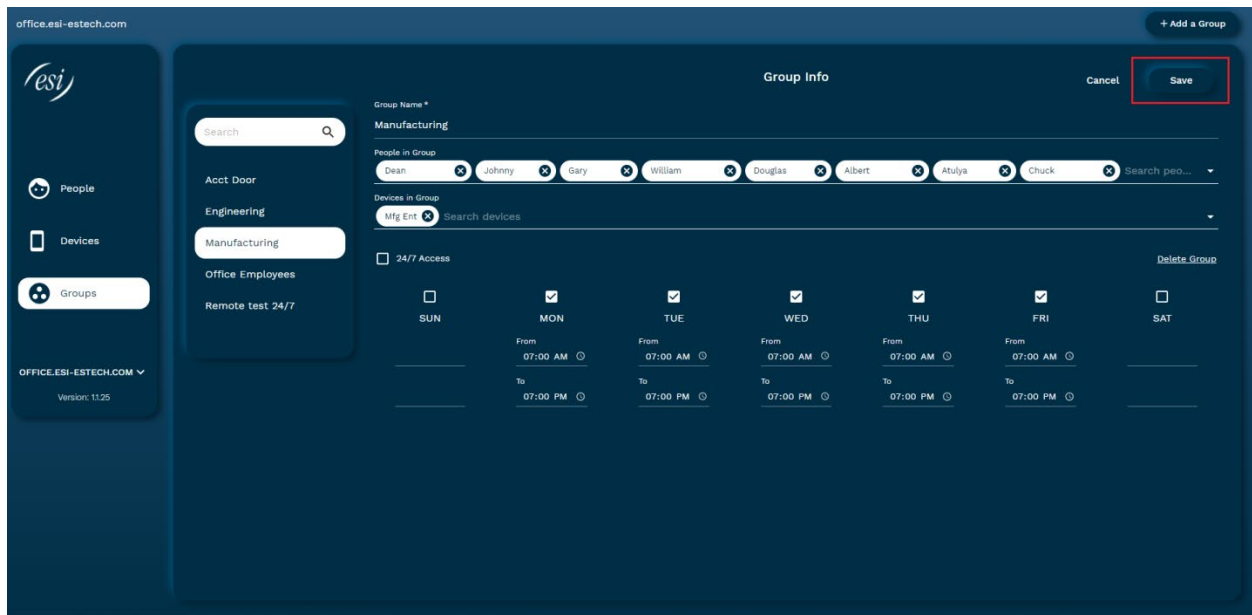 office.esi-estech.com
+ Add a Group
esi
People
Devices
Groups
OFFICE.ESI-ESTECH.COM
Version: 1.1.25
Search
Acct Door
Engineering
Manufacturing
Office Employees
Remote test 24/7
Group Info
Cancel
Save
Group Name *
Manufacturing
People in Group
Dean Johnny Gary William Douglas Albert Atulya Chuck Search peo...
Devices in Group
Mfg Ent Search devices
24/7 Access
Delete Group
SUN MON TUE WED THU FRI SAT
From From From From From
07:00 AM 07:00 AM 07:00 AM 07:00 AM 07:00 AM
To To To To To
07:00 PM 07:00 PM 07:00 PM 07:00 PM 07:00 PM